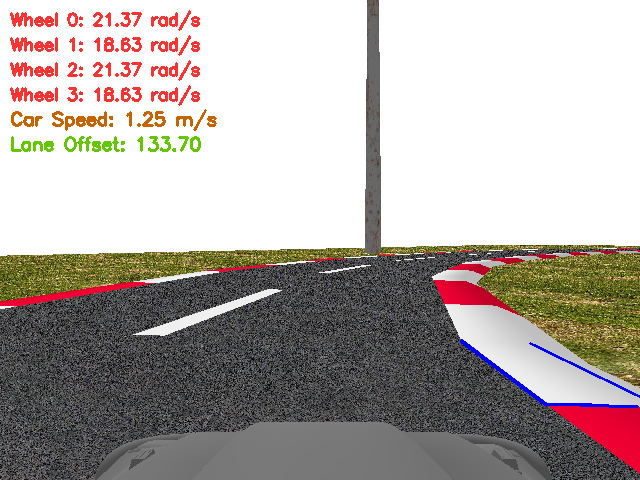 Wheel 0: 21.37 rad/s
Wheel 1: 18.63 rad/s
Wheel 2: 21.37 rad/s
Wheel 3: 18.63 rad/s
Car Speed: 1.25 m/s
Lane Offset: 133.70